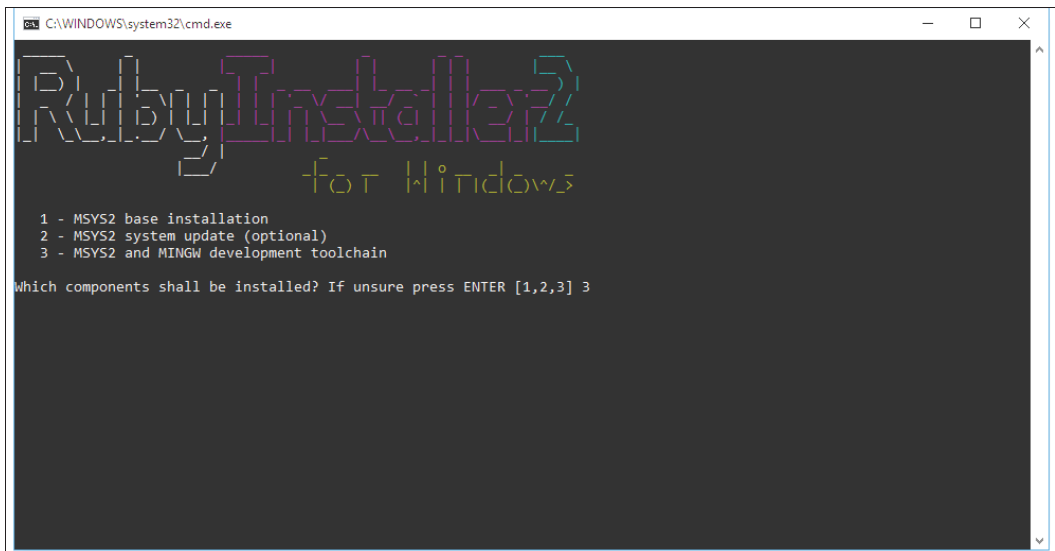 C:\WINDOWS\system32\cmd.exe
RubyInstaller2
for Windows
1 - MSYS2 base installation
2 - MSYS2 system update (optional)
3 - MSYS2 and MINGW development toolchain
Which components shall be installed? If unsure press ENTER [1,2,3] 3